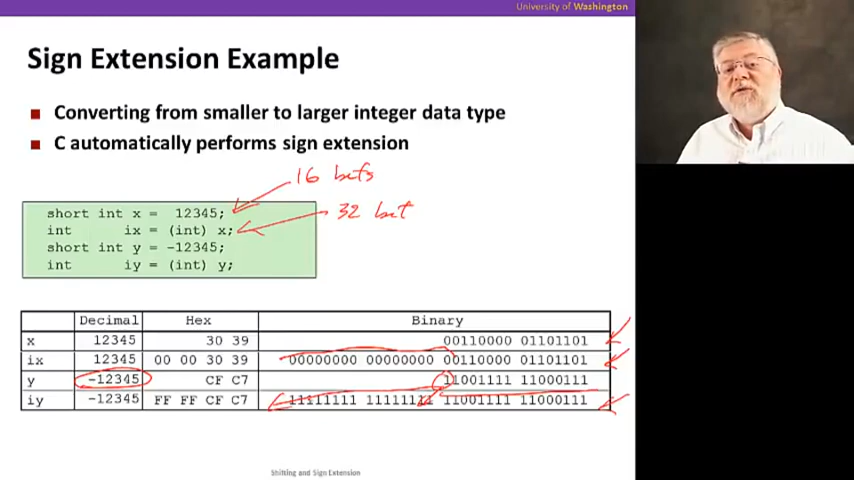 University of Washington
Sign Extension Example
Converting from smaller to larger integer data type
C automatically performs sign extension
16 bits
short int x = 12345;
32 bit
int ix = (int) x;
short int y = -12345;
int iy = (int) y;
Decimal Hex Binary
x 12345 30 39 00110000 01101101
ix 12345 00 00 30 39 00000000 00000000 00110000 01101101
y -12345 CF C7 11001111 11000111
iy -12345 FF FF CF C7 11111111 11111111 11001111 11000111
Shifting and Sign Extension